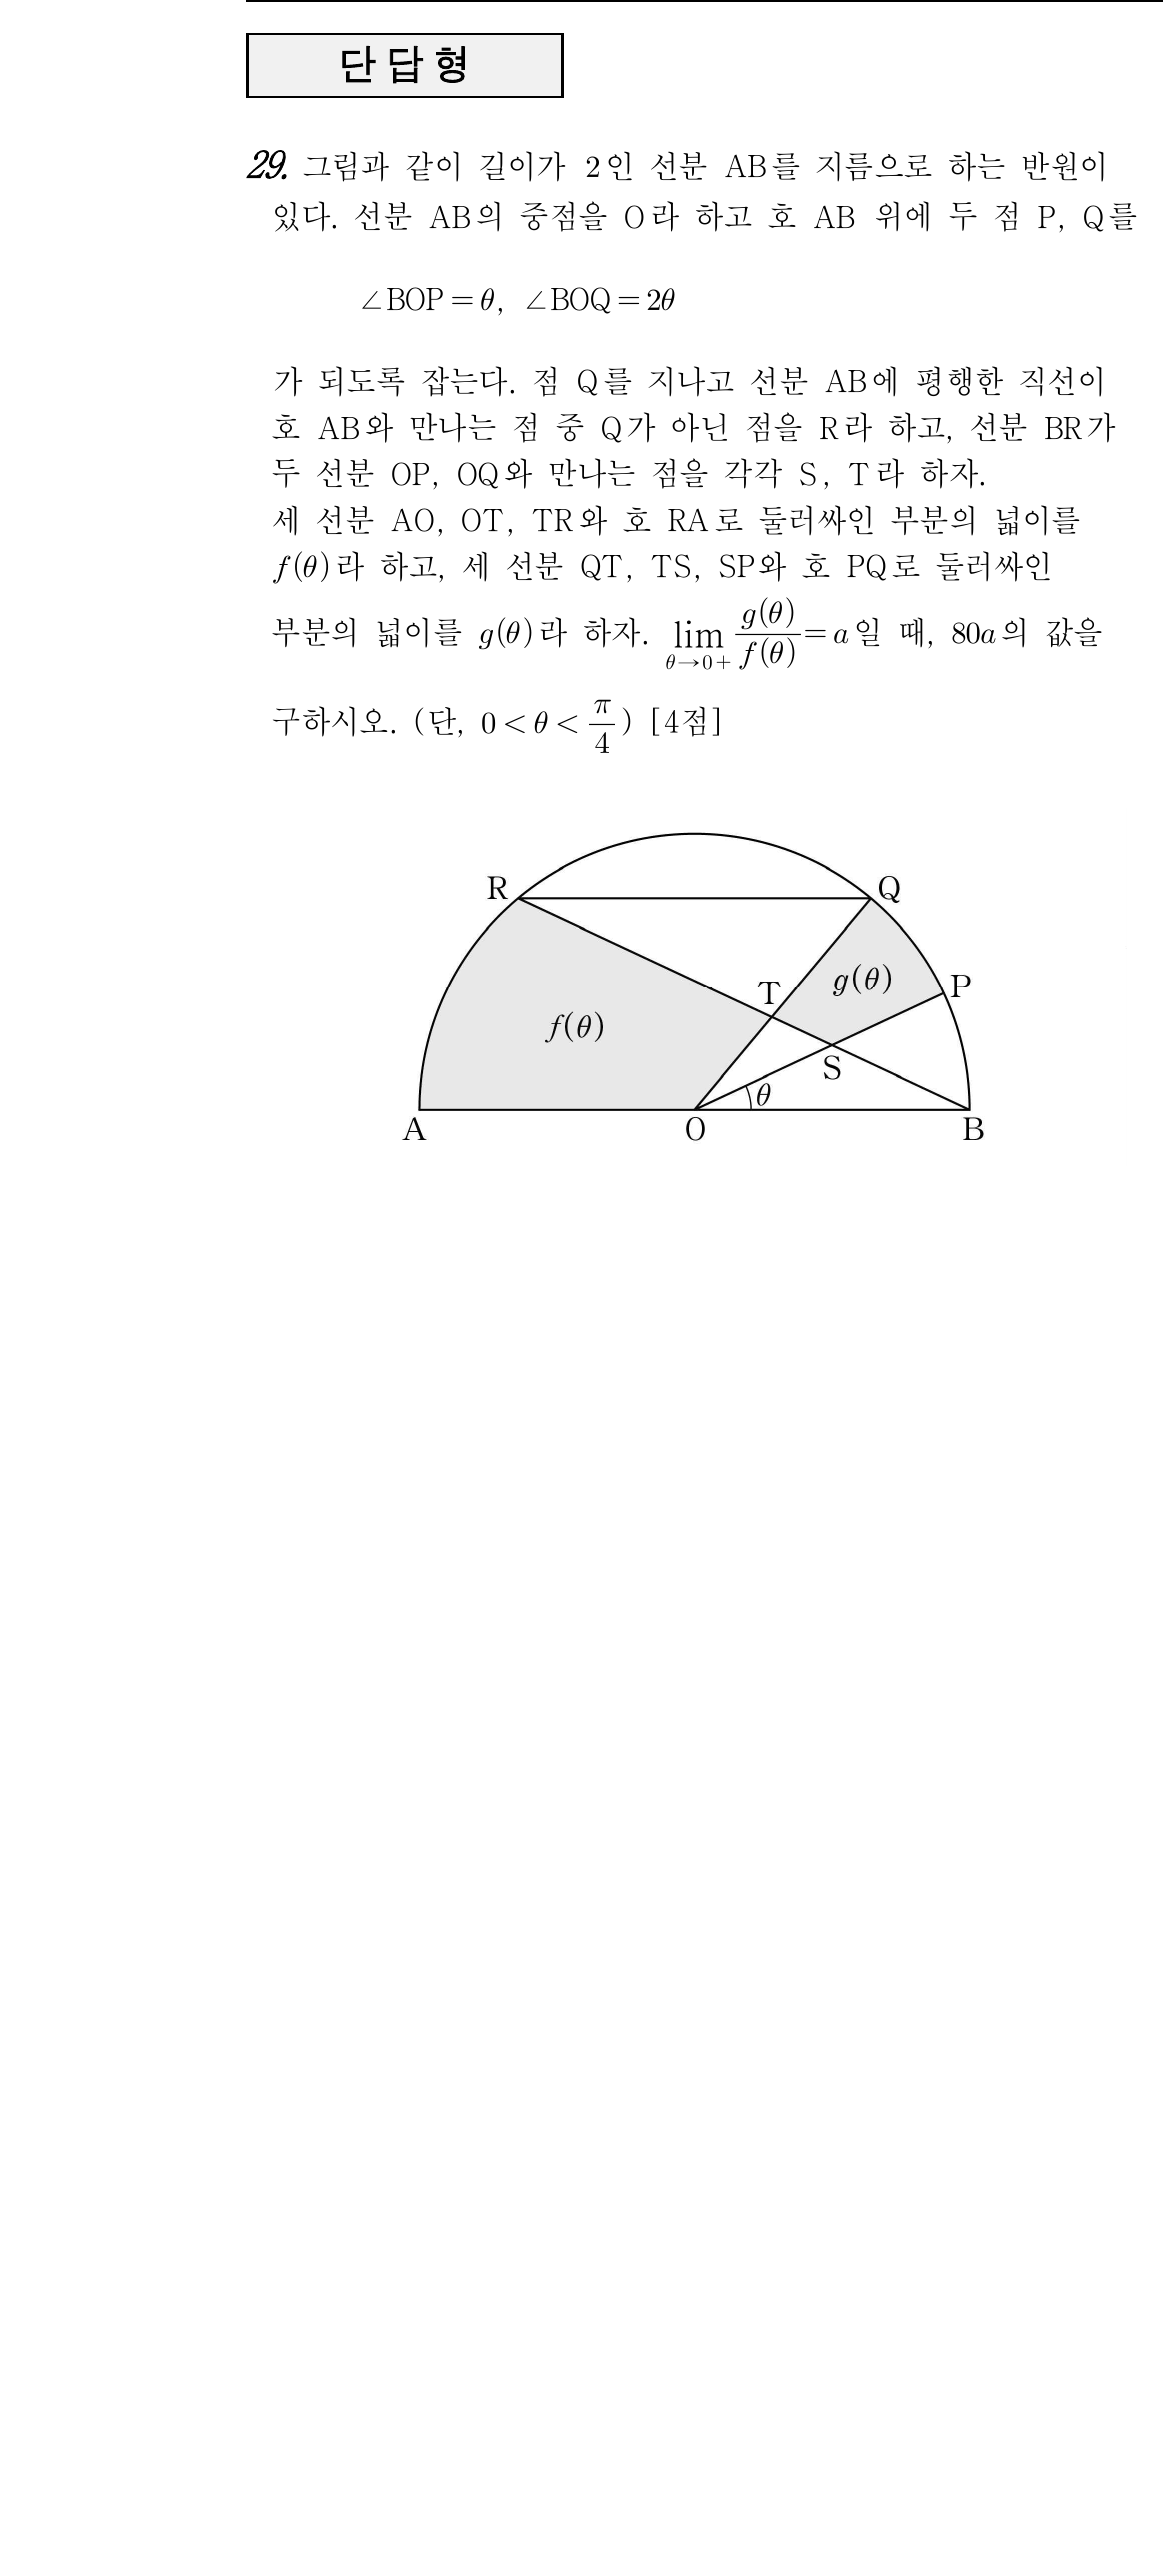 단 답 형
29. 그림과 같이 길이가 2인 선분 AB를 지름으로 하는 반원이
있다. 선분 AB의 중점을 O라 하고 호 AB 위에 두 점 P, Q를
∠BOP = θ, ∠BOQ = 2θ
가 되도록 잡는다. 점 Q를 지나고 선분 AB에 평행한 직선이
호 AB와 만나는 점 중 Q가 아닌 점을 R라 하고, 선분 BR가
두 선분 OP, OQ와 만나는 점을 각각 S, T라 하자.
세 선분 AO, OT, TR와 호 RA로 둘러싸인 부분의 넓이를
f(θ)라 하고, 세 선분 QT, TS, SP와 호 PQ로 둘러싸인
부분의 넓이를 g(θ)라 하자. lim_{θ→0+} g(θ)/f(θ) = a일 때, 80a의 값을
구하시오. (단, 0 < θ < π/4) [4점]
R Q
T g(θ) P
f(θ)
S
θ
A O B